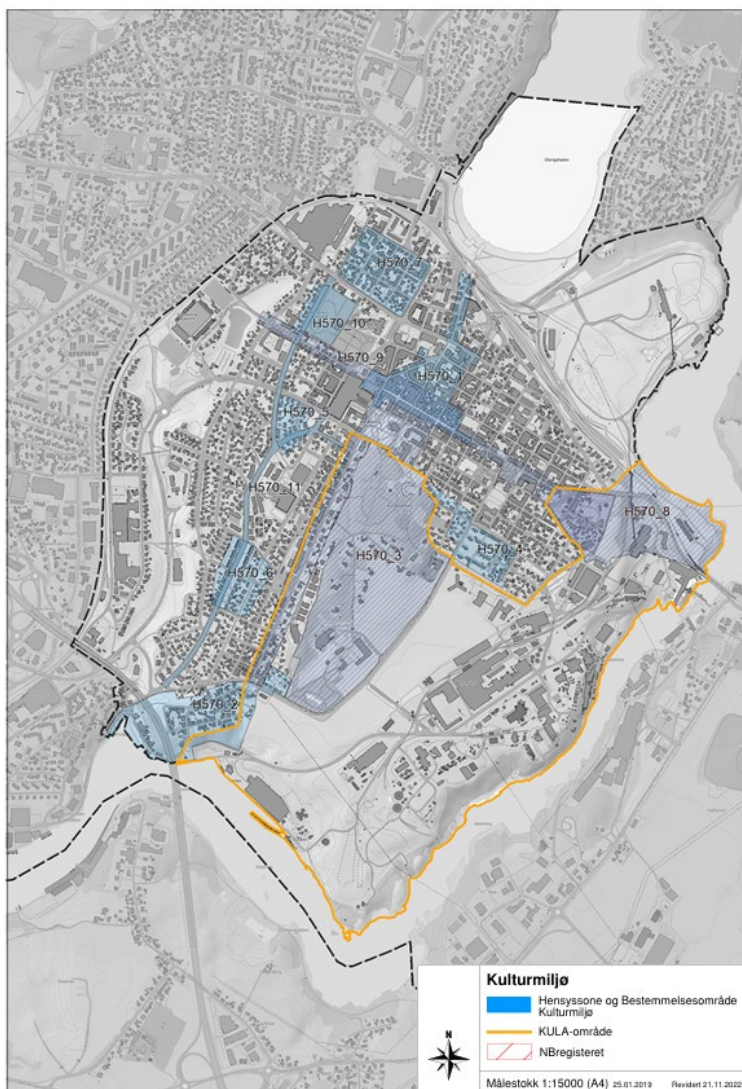 Glengshølen
H570_7
H570_10
H570_9
H570_1
H570_5
H570_11
H570_8
H570_3
H570_4
H570_6
H570_2
N
Kulturmiljø
Hensyssone og Bestemmelsesområde
Kulturmiljø
KULA-område
NBregisteret
Målestokk 1:15000 (A4) 25.01.2019 Revidert 21.11.2022